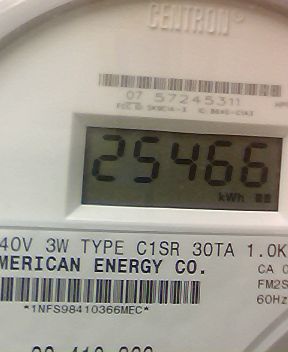 CENTRON®
07 57245311
25466
kWh
40V 3W TYPE C1SR 30TA 1.0K
MERICAN ENERGY CO.
CA 0
FM2S
60Hz
*1NFS98410366MEC*